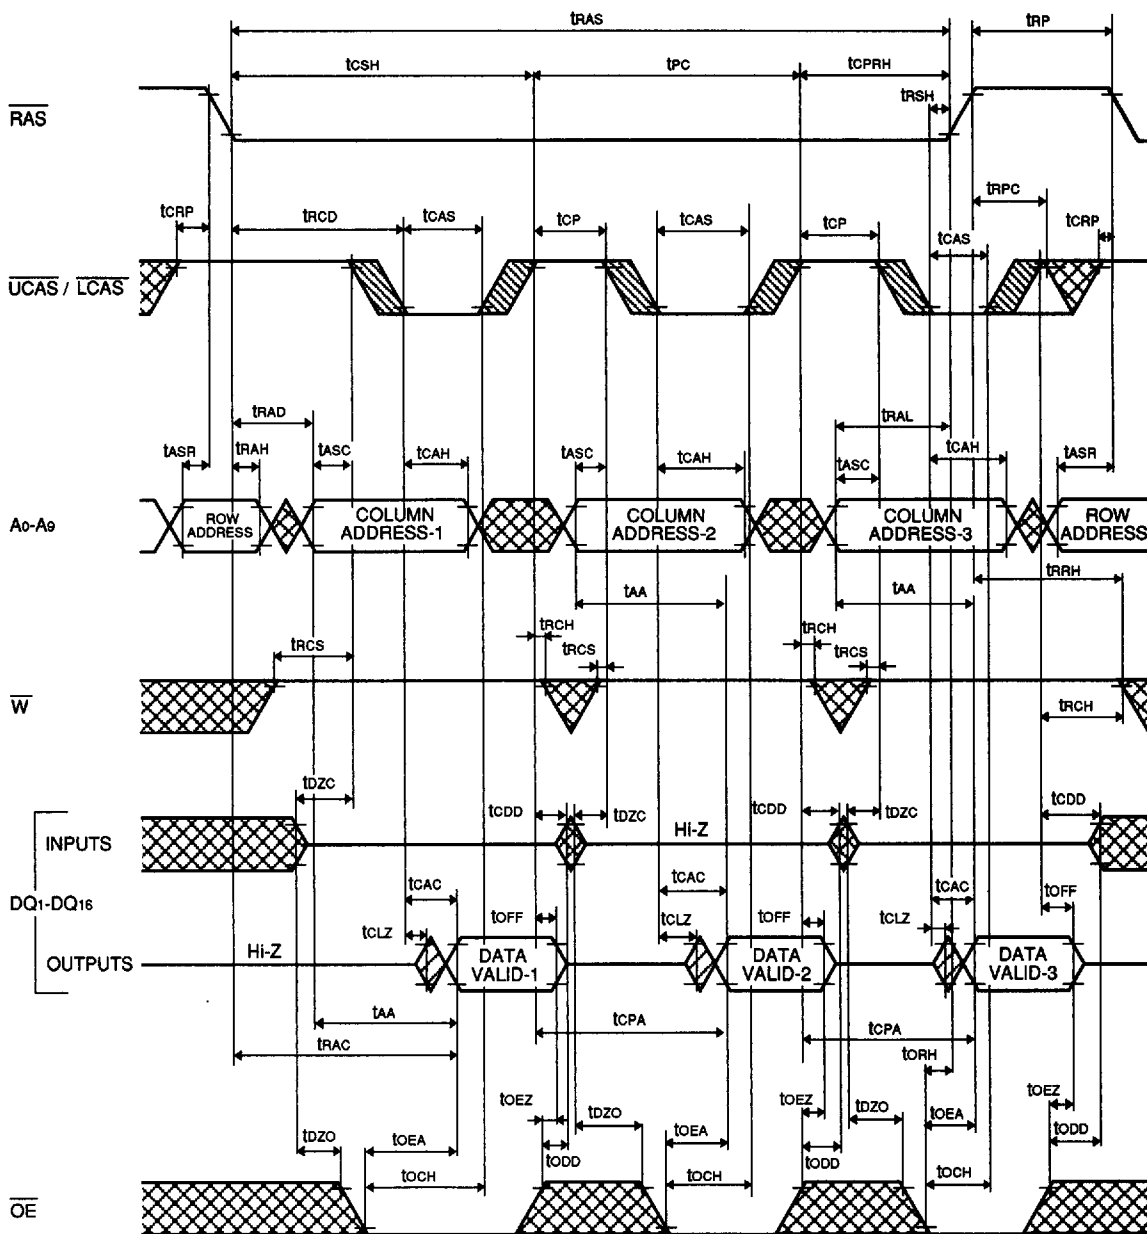 tRAS
tRP
tCSH
tPC
tCPRH
tRSH
RAS
tRPC
tCRP
tRCD
tCAS
tCP
tCAS
tCP
tCAS
tCRP
UCAS / LCAS
tRAD
tRAL
tASR
tRAH
tASC
tCAH
tASC
tCAH
tASC
tCAH
tASR
A0-A9
ROW ADDRESS
COLUMN ADDRESS-1
COLUMN ADDRESS-2
COLUMN ADDRESS-3
ROW ADDRESS
tRRH
tAA
tAA
tRCH
tRCH
tRCS
tRCS
tRCS
W
tRCH
tDZC
tCDD
tDZC
tCDD
tDZC
tCDD
Hi-Z
INPUTS
DQ1-DQ16
tCAC
tCAC
tCAC
tCLZ
tOFF
tCLZ
tOFF
tCLZ
tOFF
Hi-Z
OUTPUTS
DATA VALID-1
DATA VALID-2
DATA VALID-3
tAA
tCPA
tCPA
tRAC
tORH
tOEZ
tDZO
tOEZ
tDZO
tOEZ
tDZO
tOEA
tODD
tOEA
tODD
tOEA
tODD
tOCH
tOCH
tOCH
OE